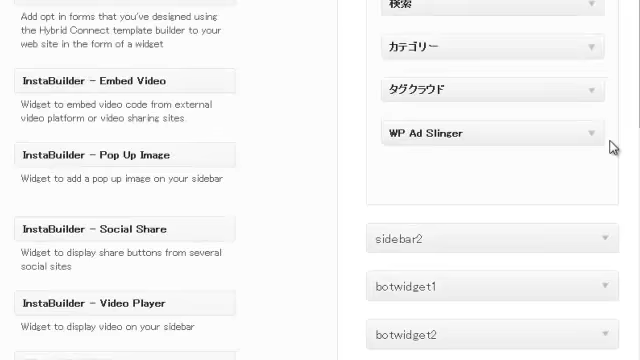 Add opt in forms that you've designed using
the Hybrid Connect template builder to your
web site in the form of a widget
InstaBuilder - Embed Video
Widget to embed video code from external
video platform or video sharing sites.
InstaBuilder - Pop Up Image
Widget to add a pop up image on your sidebar
InstaBuilder - Social Share
Widget to display share buttons from several
social sites
InstaBuilder - Video Player
Widget to display video on your sidebar
検索
カテゴリー
タグクラウド
WP Ad Slinger
sidebar2
botwidget1
botwidget2